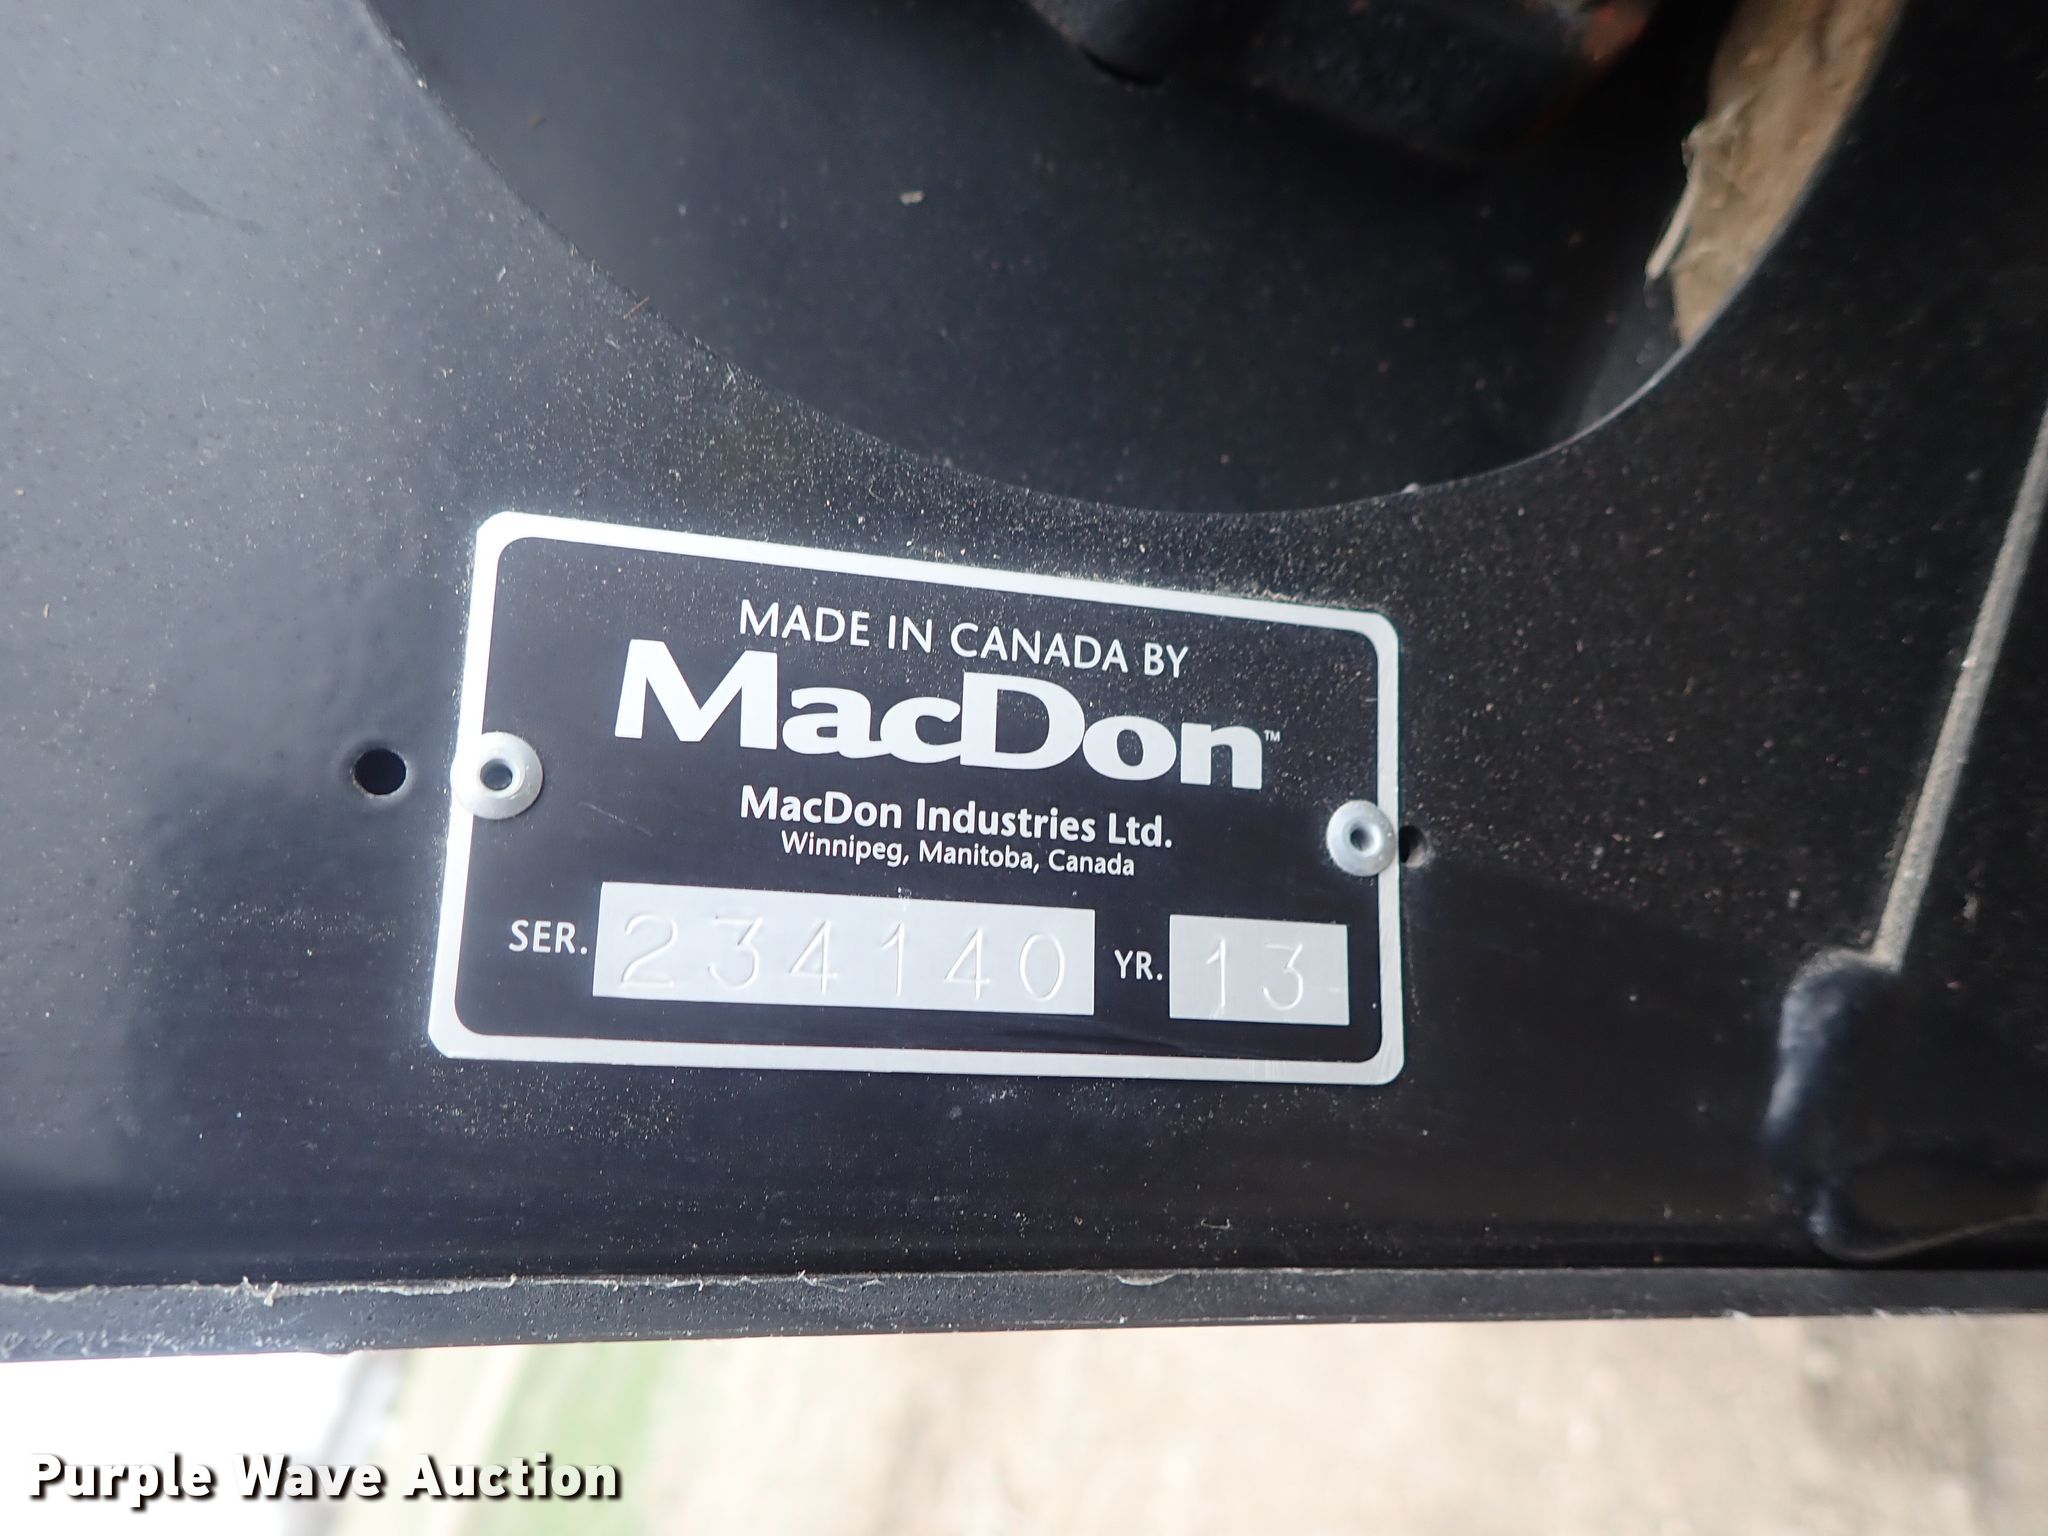 MADE IN CANADA BY
MacDon™
MacDon Industries Ltd.
Winnipeg, Manitoba, Canada
SER. 234140 YR. 13
Purple Wave Auction